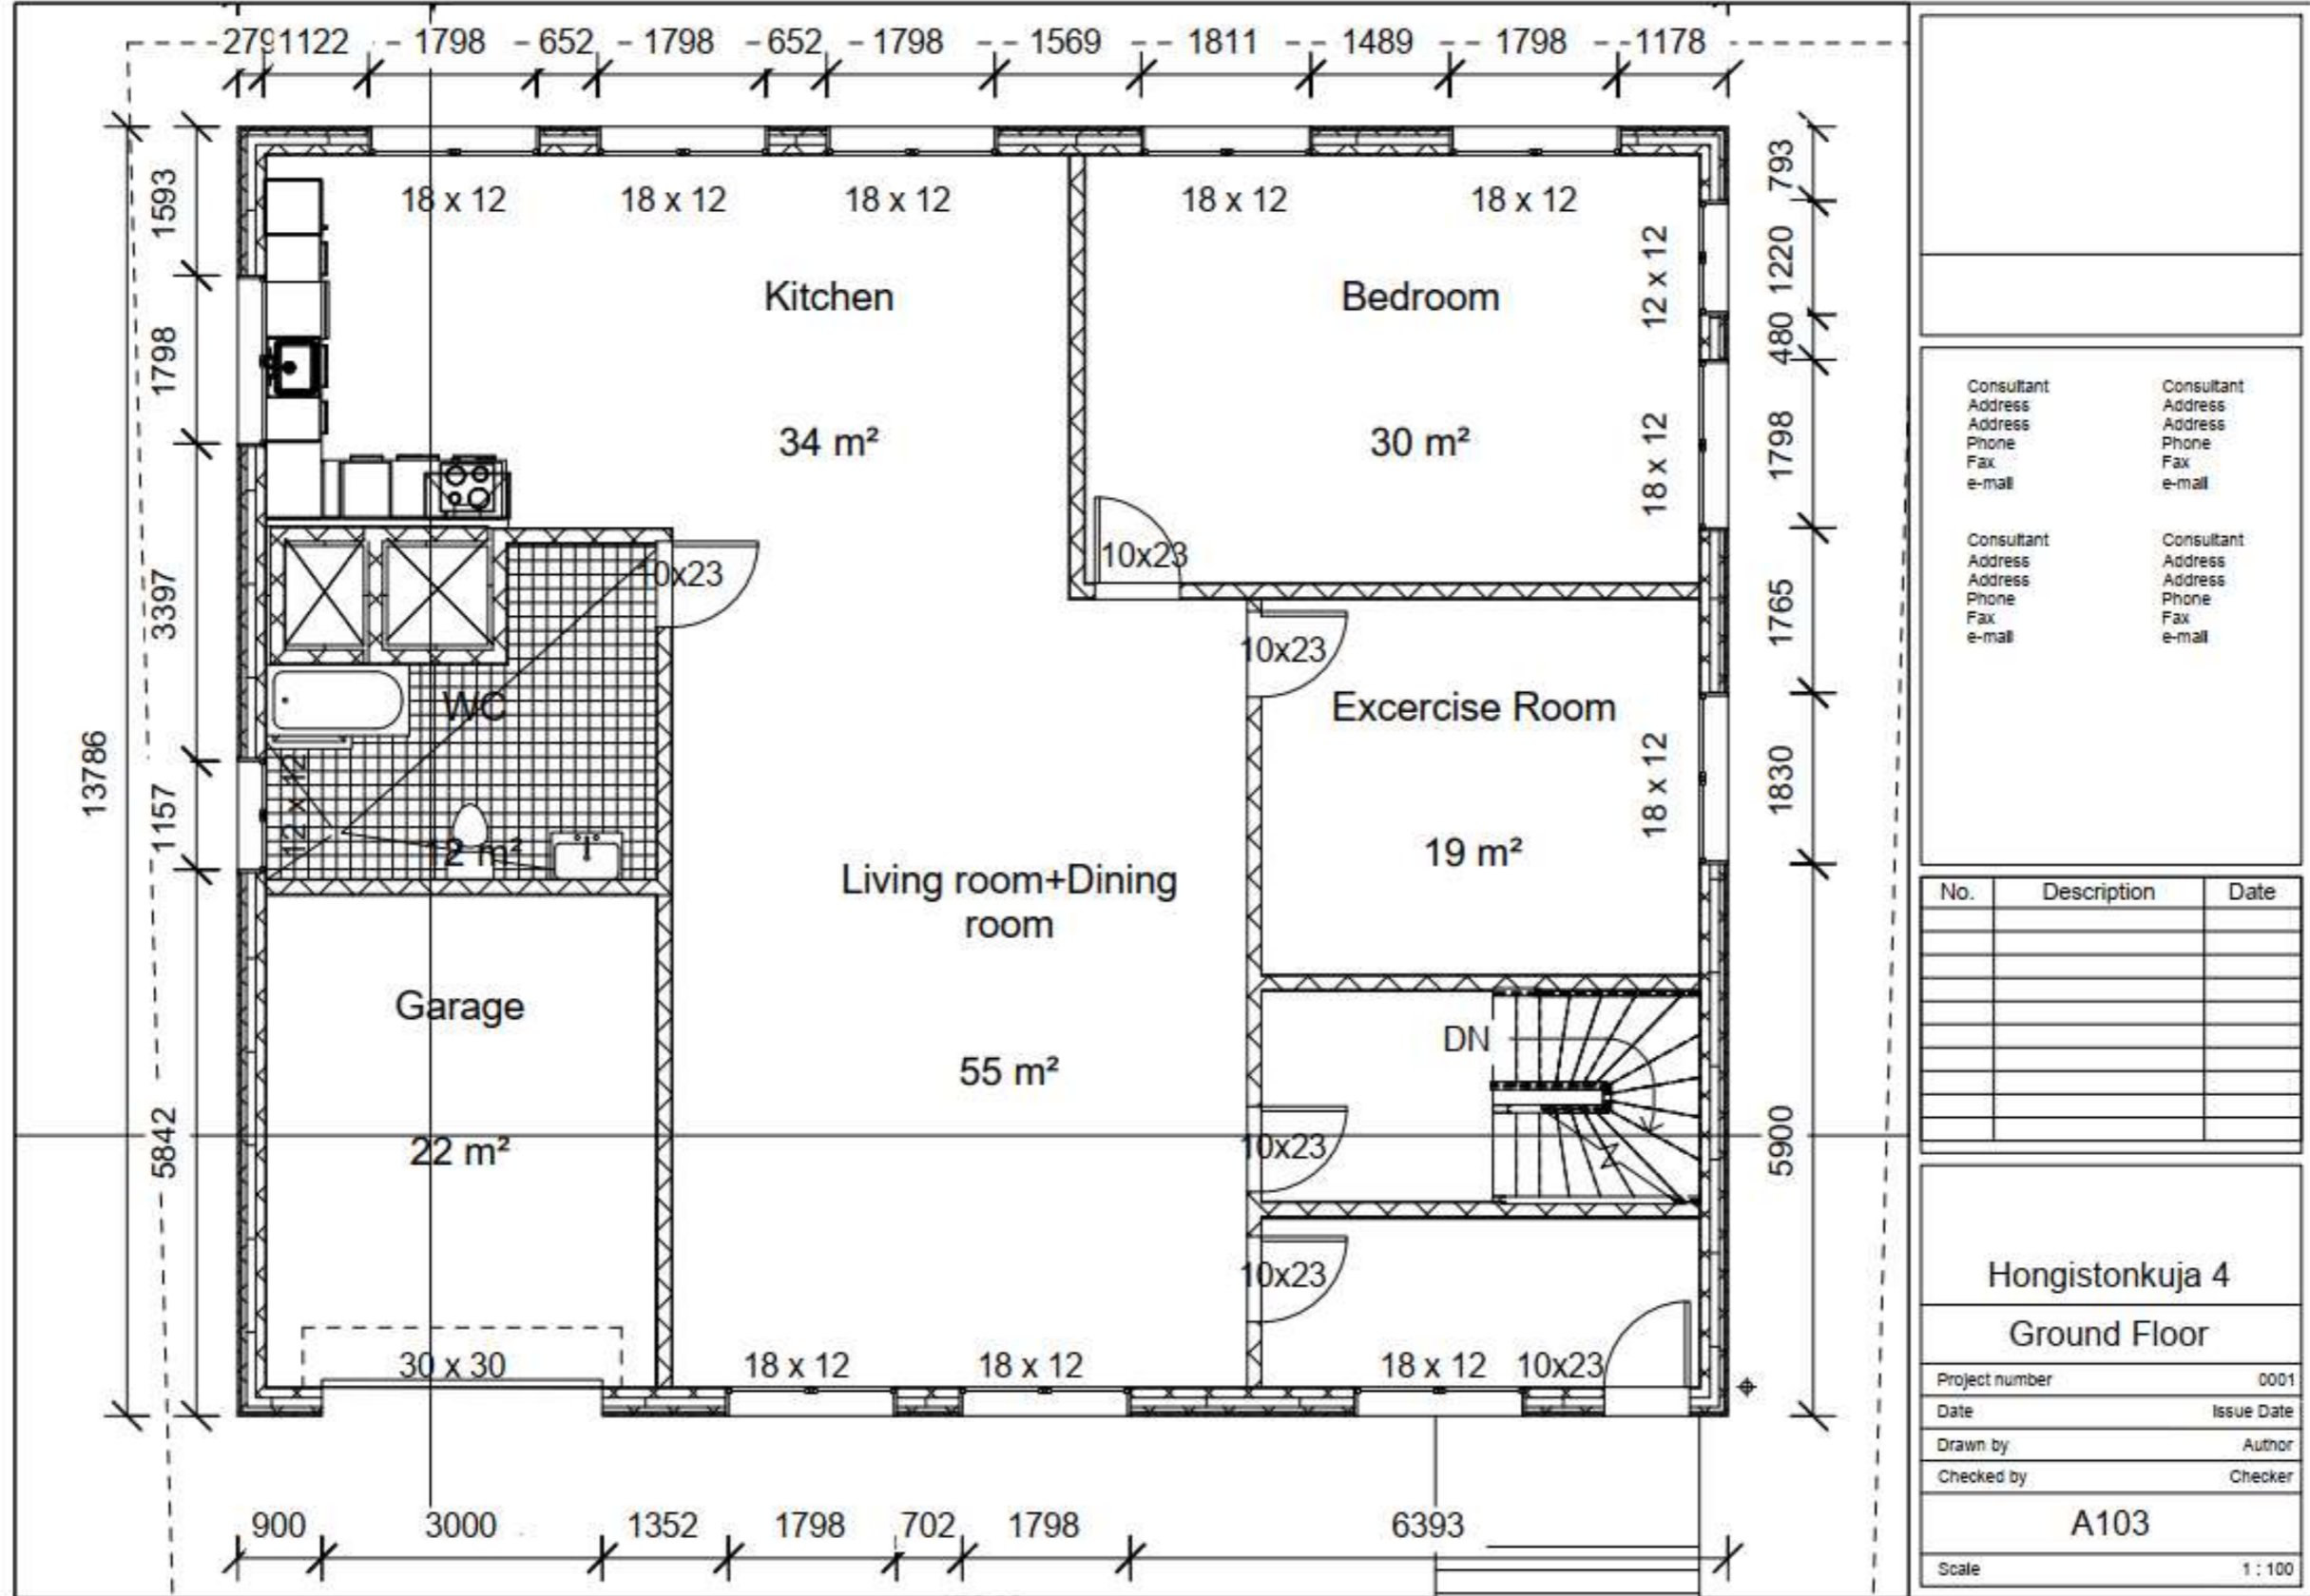 279 1122 1798 652 1798 652 1798 1569 1811 1489 1798 1178
1593
1798
3397
1157
5842
13786
793
1220
480
1798
1765
1830
5900
18 x 12 18 x 12 18 x 12 18 x 12 18 x 12
12 x 12
18 x 12
Kitchen
34 m²
Bedroom
30 m²
10x23
10x23
10x23
WC
12 x 12
12 m²
Excercise Room
18 x 12
19 m²
Living room+Dining
room
55 m²
Garage
22 m²
DN
10x23
10x23
30 x 30
18 x 12 18 x 12 18 x 12 10x23
900 3000 1352 1798 702 1798 6393
Consultant
Address
Address
Phone
Fax
e-mail
Consultant
Address
Address
Phone
Fax
e-mail
Consultant
Address
Address
Phone
Fax
e-mail
Consultant
Address
Address
Phone
Fax
e-mail
No. Description Date
Hongistonkuja 4
Ground Floor
Project number 0001
Date Issue Date
Drawn by Author
Checked by Checker
A103
Scale 1 : 100